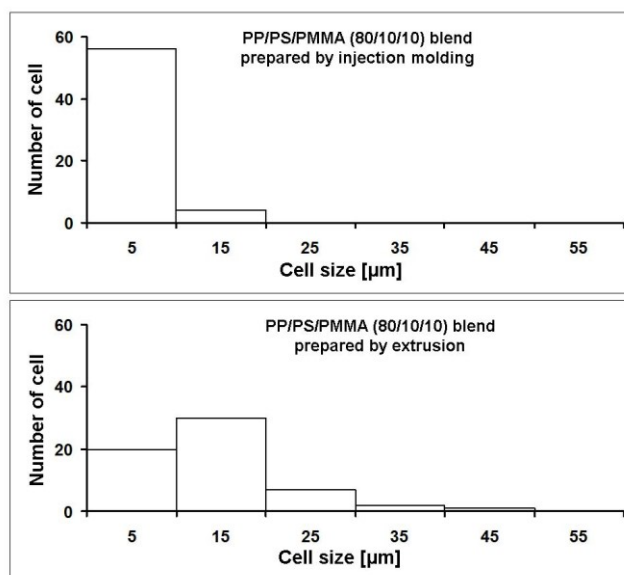 PP/PS/PMMA (80/10/10) blend
prepared by injection molding
Number of cell
60
40
20
0
5 15 25 35 45 55
Cell size [µm]
PP/PS/PMMA (80/10/10) blend
prepared by extrusion
Number of cell
60
40
20
0
5 15 25 35 45 55
Cell size [µm]